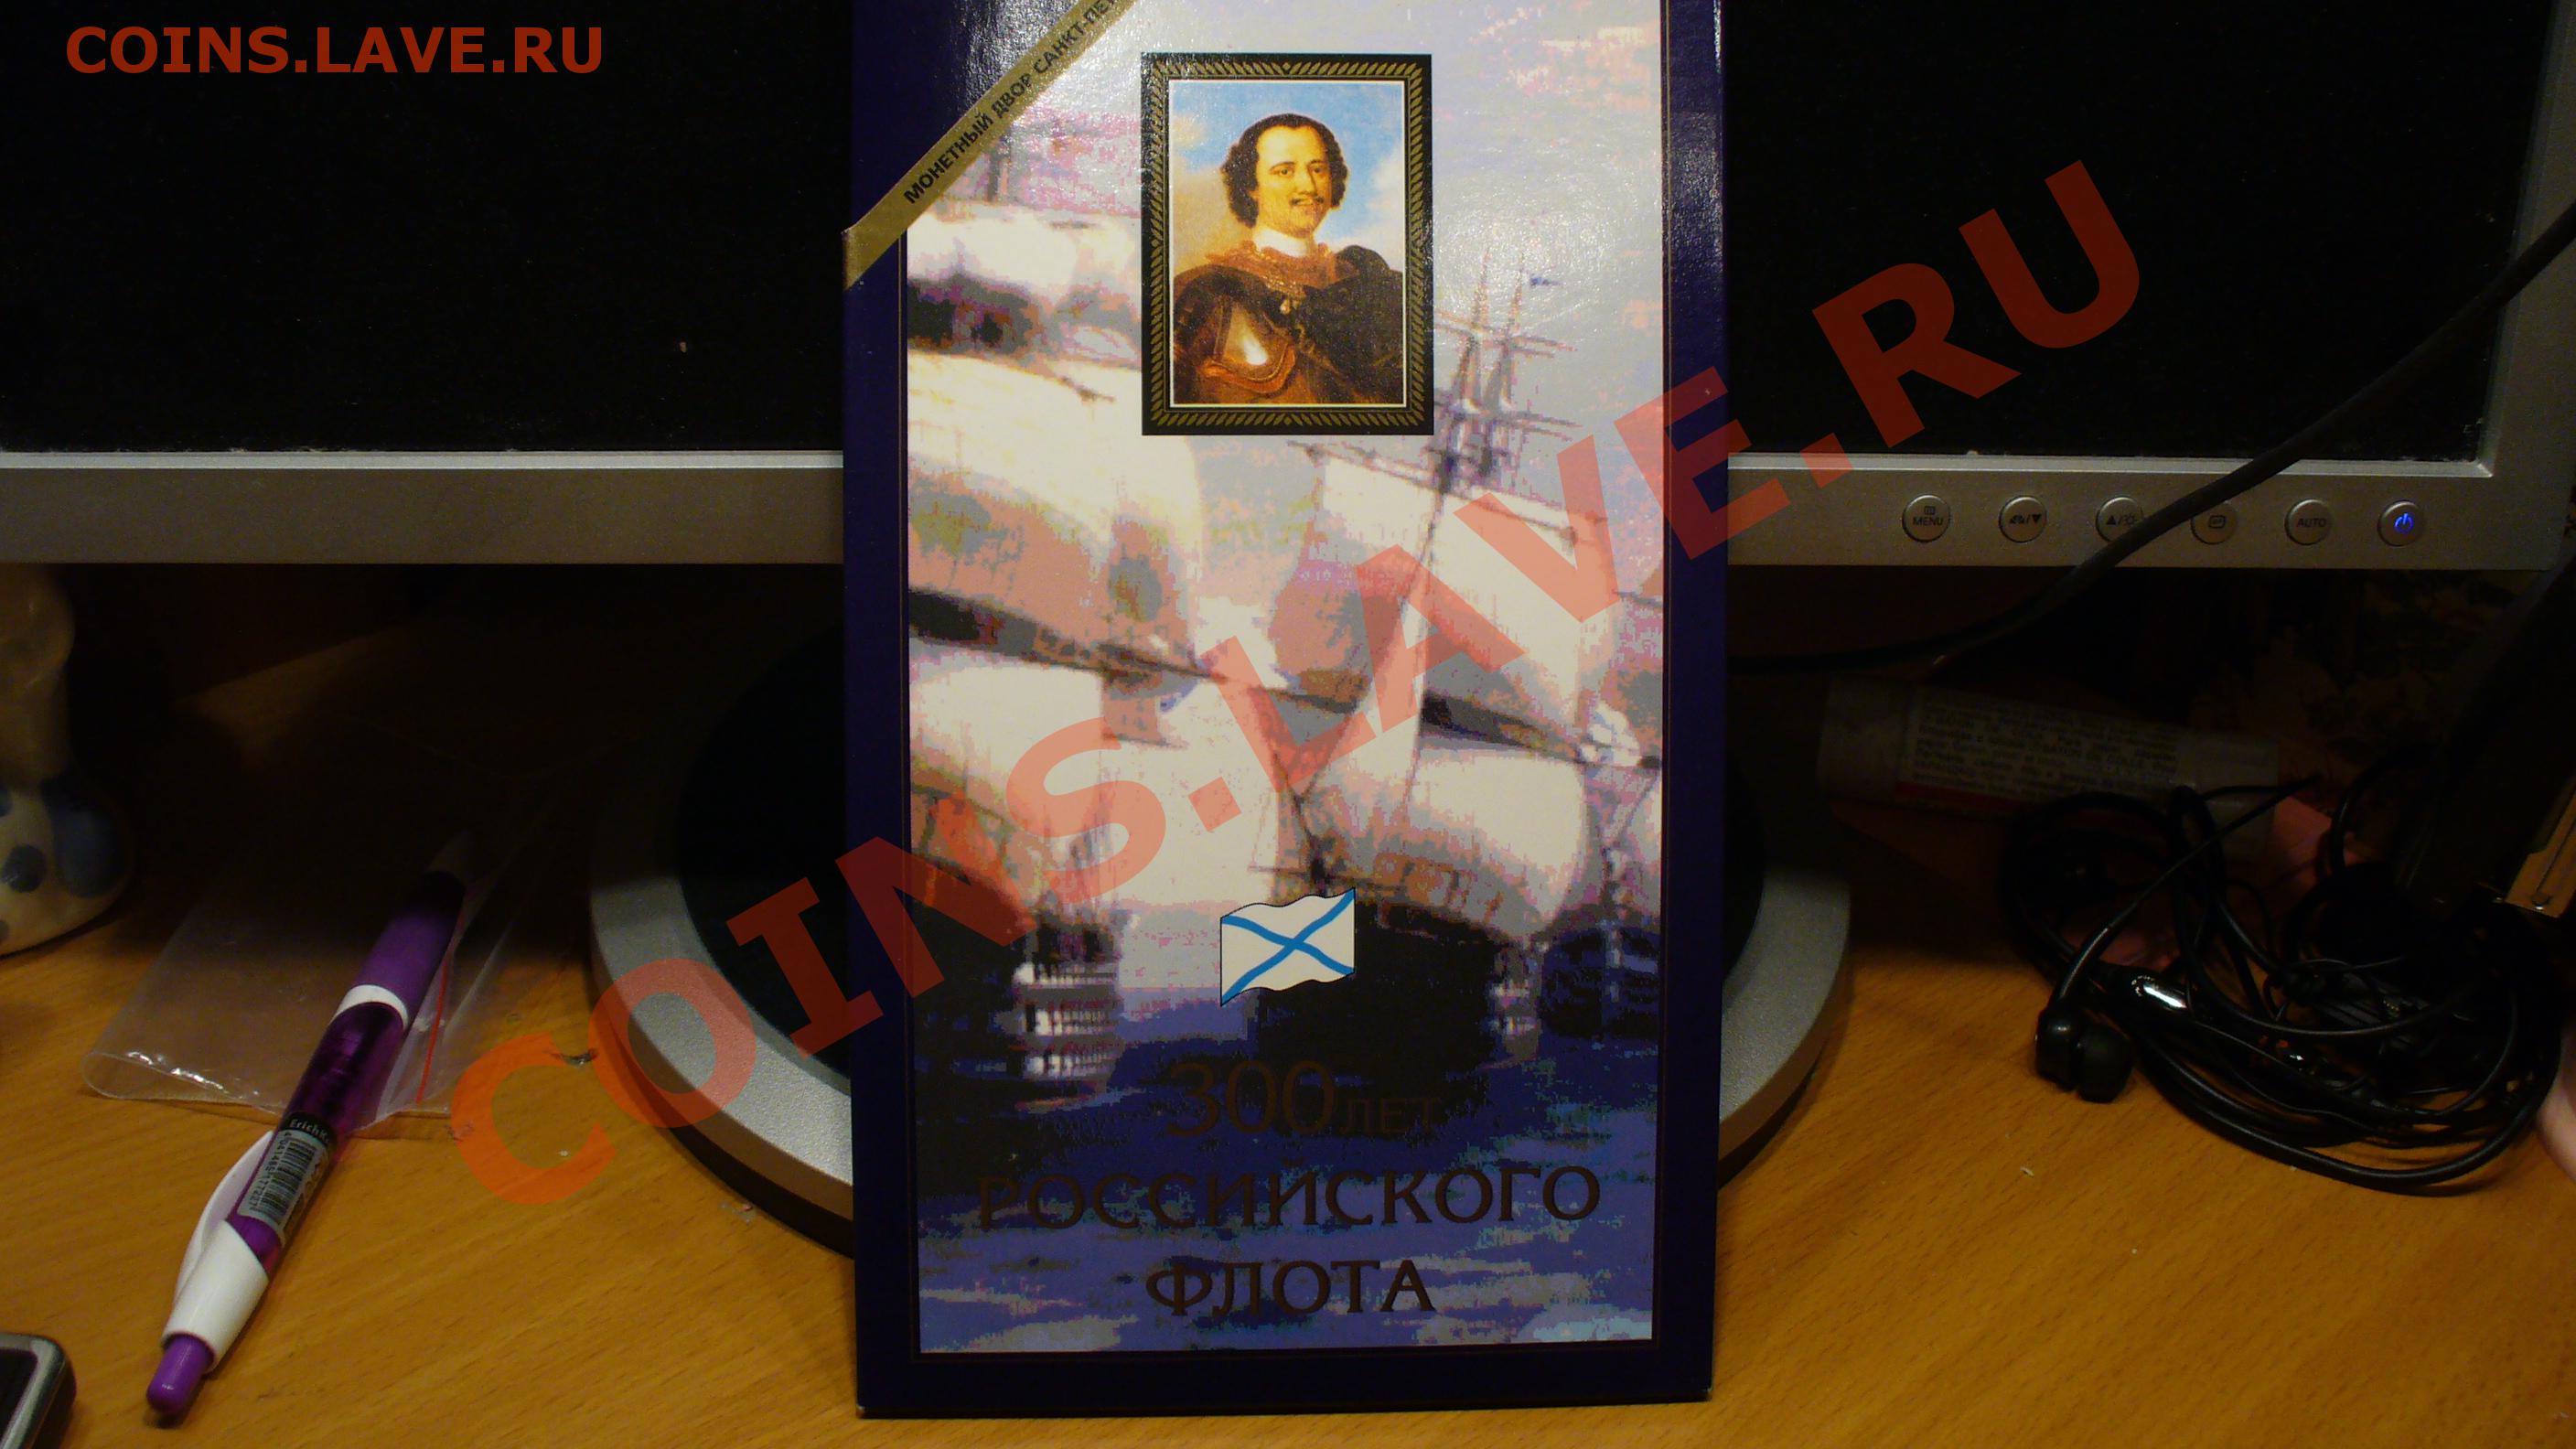 COINS.LAVE.RU
МОНЕТНЫЙ ДВОР САНКТ-ПЕТ
COINS.LAVE.RU
MENU
AUTO
300 ЛЕТ
РОССИЙСКОГО
ФЛОТА